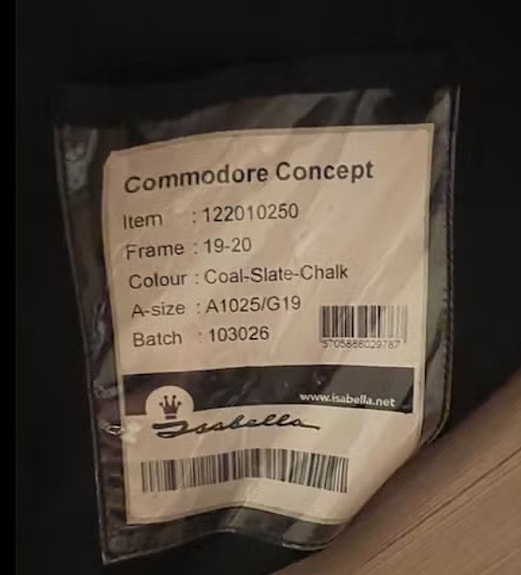 Commodore Concept
Item : 122010250
Frame : 19-20
Colour : Coal-Slate-Chalk
A-size : A1025/G19
Batch : 103026
5705886029787
www.isabella.net
Isabella